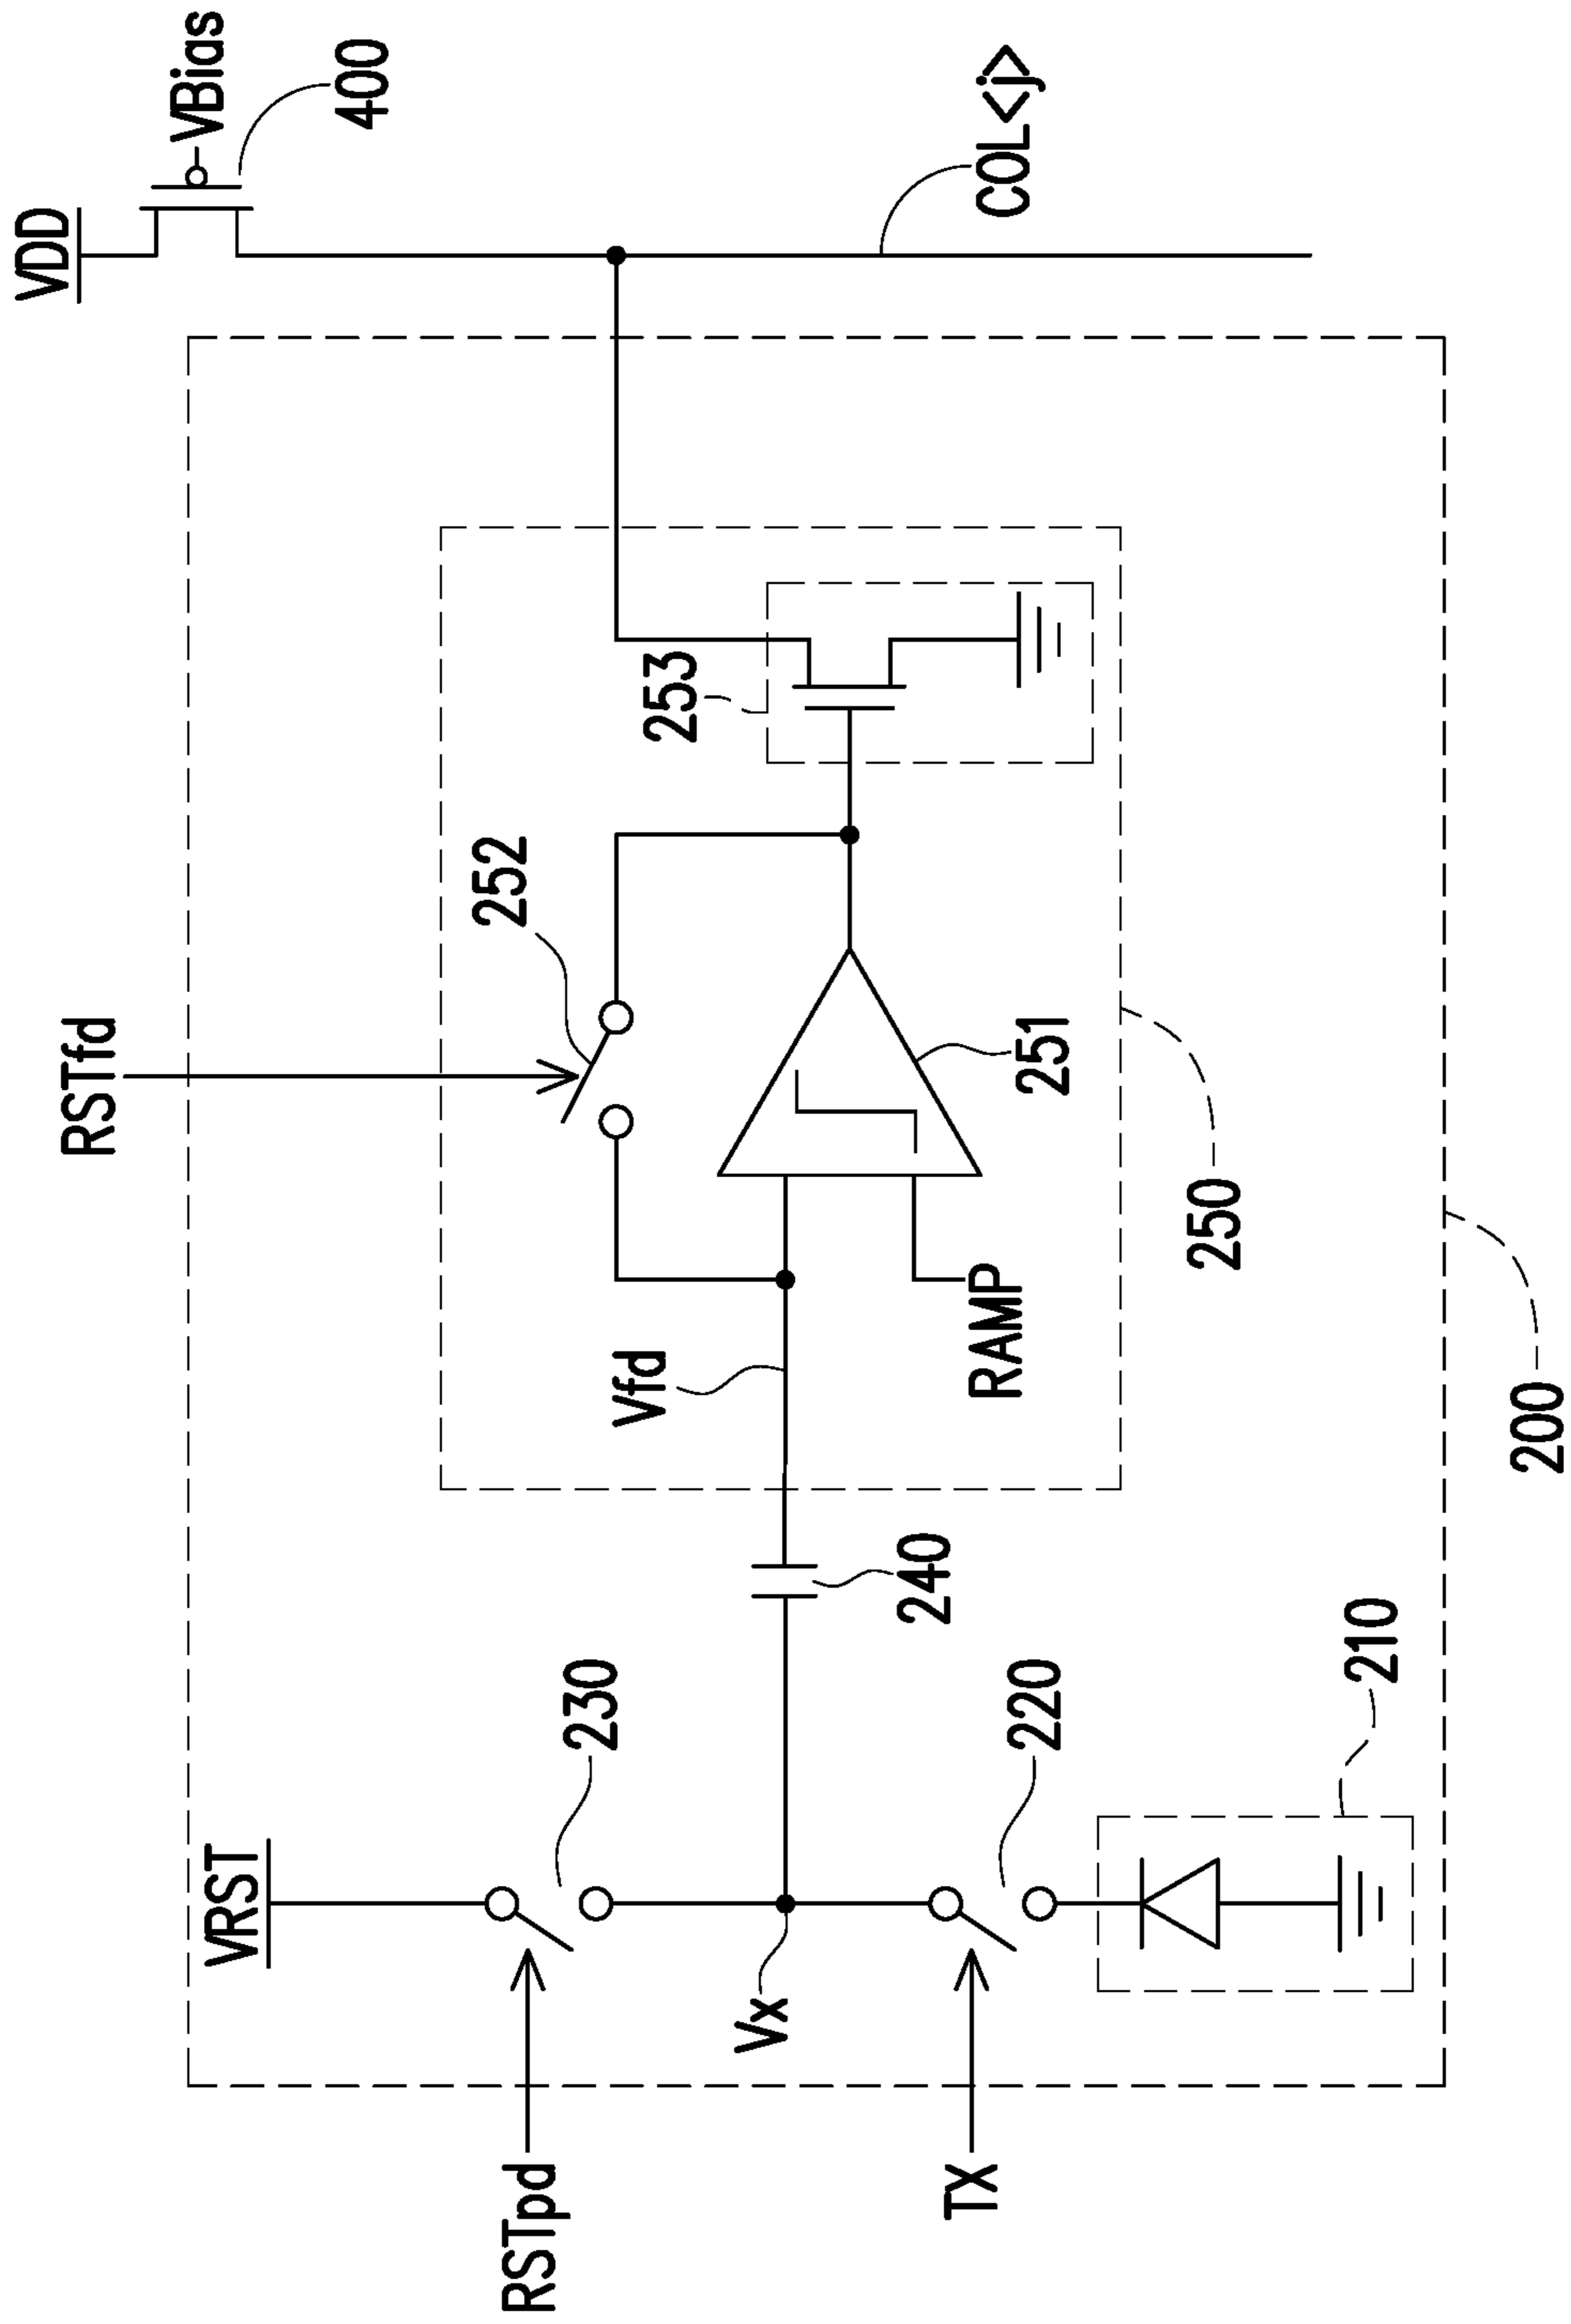 VDD
VBias
400
COL<j>
RSTfd
252
253
251
Vfd
RAMP
250
200
240
VRST
230
220
210
Vx
RSTpd
TX